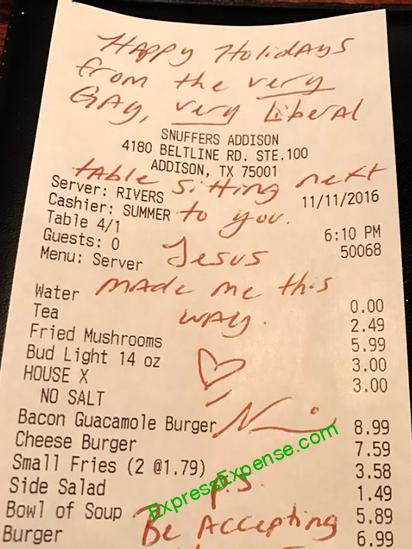 Happy Holidays
from the very
Gay, very Liberal
SNUFFERS ADDISON
4180 BELTLINE RD. STE.100
ADDISON, TX 75001
table sitting next
Server: RIVERS 11/11/2016
Cashier: SUMMER
to you.
Table 4/1 6:10 PM
Guests: 0 50068
Jesus
Menu: Server
made me this
Water 0.00
way.
Tea 2.49
Fried Mushrooms 5.99
Bud Light 14 oz 3.00
HOUSE X 3.00
NO SALT
Bacon Guacamole Burger 8.99
Cheese Burger 7.59
Small Fries (2 @1.79) 3.58
ExpressExpense.com
P.S.
Side Salad 1.49
Bowl of Soup 5.89
Be Accepting
Burger 6.99